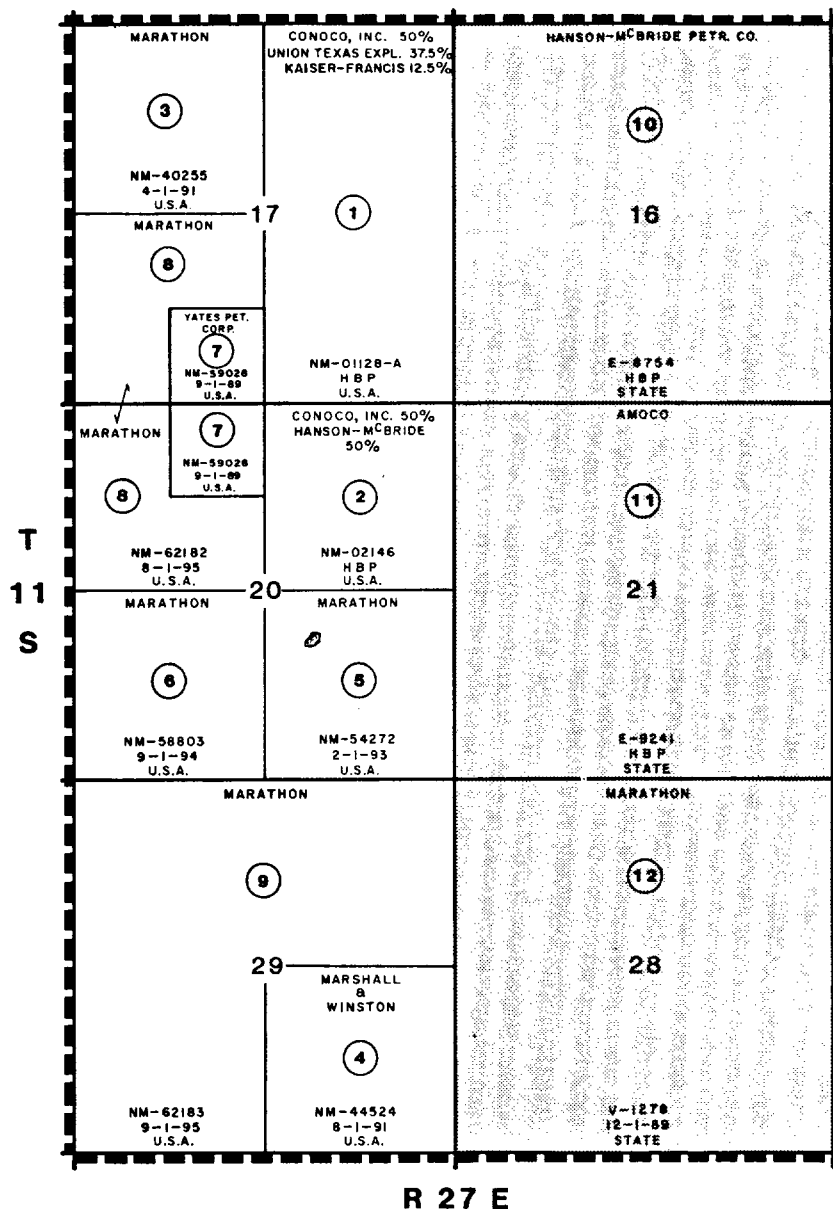 MARATHON
3
NM-40255
4-1-91
U.S.A.
CONOCO, INC. 50%
UNION TEXAS EXPL. 37.5%
KAISER-FRANCIS 12.5%
1
NM-01128-A
HBP
U.S.A.
17
MARATHON
8
YATES PET.
CORP.
7
NM-59026
9-1-89
U.S.A.
HANSON-McBRIDE PETR. CO.
10
16
E-8754
HBP
STATE
MARATHON
7
NM-59026
9-1-89
U.S.A.
8
NM-62182
8-1-95
U.S.A.
CONOCO, INC. 50%
HANSON-McBRIDE
50%
2
NM-02146
HBP
U.S.A.
20
AMOCO
11
21
E-9241
HBP
STATE
T
11
S
MARATHON
6
NM-58803
9-1-94
U.S.A.
MARATHON
5
NM-54272
2-1-93
U.S.A.
MARATHON
9
29
NM-62183
9-1-95
U.S.A.
MARSHALL
&
WINSTON
4
NM-44524
8-1-91
U.S.A.
MARATHON
12
28
V-1278
12-1-89
STATE
R 27 E